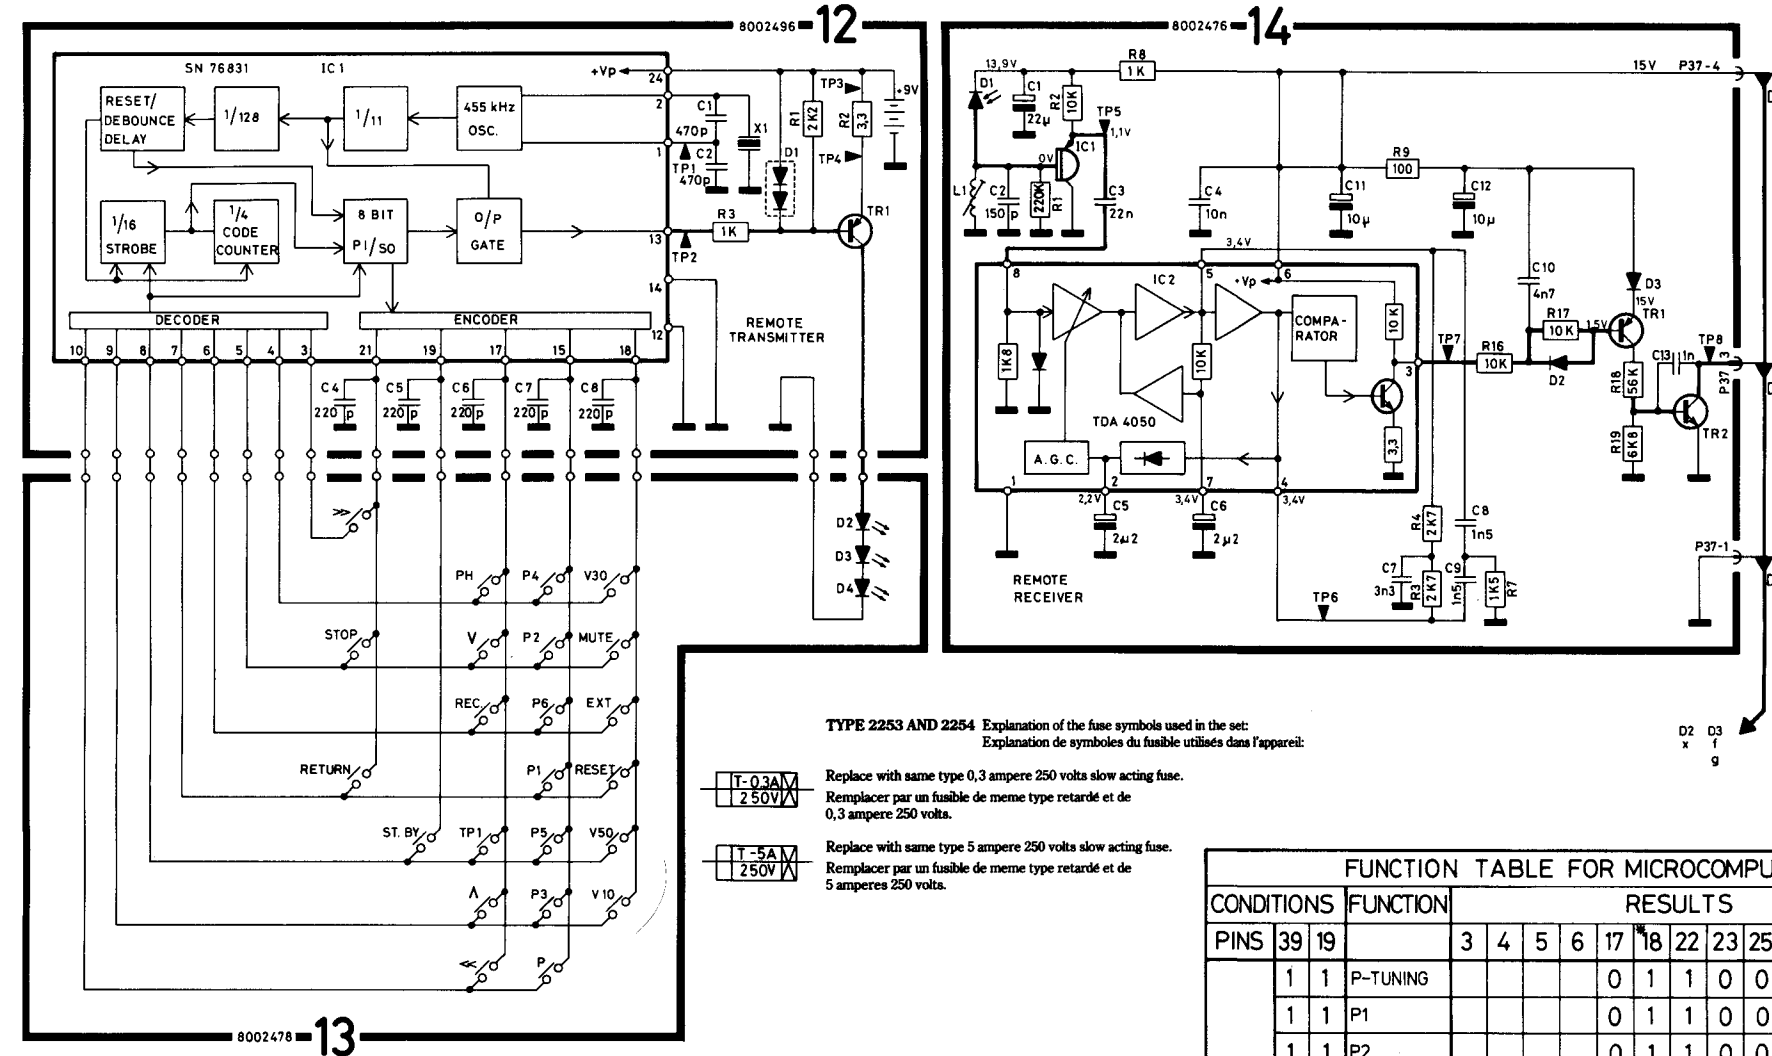 8002496 12
SN 76831 IC1
+Vp
24
RESET/
DEBOUNCE
DELAY
1/128
1/11
455 kHz
OSC.
2
1
C1
470p
C2
470p
X1
TP1
R1
2K2
D1
TP3
R2
3,3
TP4
+9V
1/16
STROBE
1/4
CODE
COUNTER
8 BIT
PI/SO
O/P
GATE
13
TP2
R3
1K
TR1
14
12
REMOTE
TRANSMITTER
DECODER
ENCODER
10 9 8 7 6 5 4 3 21 19 17 15 18
C4
220p
C5
220p
C6
220p
C7
220p
C8
220p
>>
D2
D3
D4
PH P4 V30
STOP V P2 MUTE
REC. P6 EXT
RETURN P1 RESET
ST. BY TP1 P5 V50
Λ P3 V10
<< P
8002478 13
8002476 14
13,9V
R8
1K
15V P37-4
D1
C1
22µ
R2
10K
TP5
1,1V
IC1
0V
L1
C2
150p
220K
R1
C3
22n
C4
10n
C11
10µ
R9
100
C12
10µ
3,4V
8
5
6
IC2
+Vp
COMPA-
RATOR
10K
C10
4n7
D3
15V
TR1
R17
10K
15V
D2
TP7
R16
10K
3
1K8
10K
TDA 4050
A.G.C.
3,3
R18
56K
C13 1n
TP8
3
P37
TR2
R19
6K8
1
2
7
4
2,2V
3,4V
3,4V
C5
2µ2
C6
2µ2
R4
2K7
C8
1n5
C7
3n3
R3
2K7
C9
1n5
1K5
R7
TP6
P37-1
REMOTE
RECEIVER
D2 D3
x f
g
TYPE 2253 AND 2254 Explanation of the fuse symbols used in the set:
Explanation de symboles du fusible utilisés dans l'appareil:
T-0,3A
250V
Replace with same type 0,3 ampere 250 volts slow acting fuse.
Remplacer par un fusible de meme type retardé et de
0,3 ampere 250 volts.
T-5A
250V
Replace with same type 5 ampere 250 volts slow acting fuse.
Remplacer par un fusible de meme type retardé et de
5 amperes 250 volts.
FUNCTION TABLE FOR MICROCOMPU
CONDITIONS FUNCTION RESULTS
PINS 39 19 3 4 5 6 17 *18 22 23 25
1 1 P-TUNING 0 1 1 0 0
1 1 P1 0 1 1 0 0
1 1 P2 0 1 1 0 0